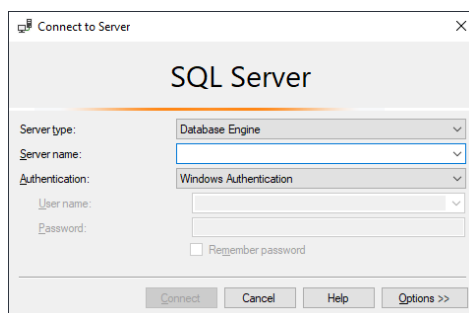 Connect to Server
SQL Server
Server type: Database Engine
Server name:
Authentication: Windows Authentication
User name:
Password:
Remember password
Connect Cancel Help Options >>